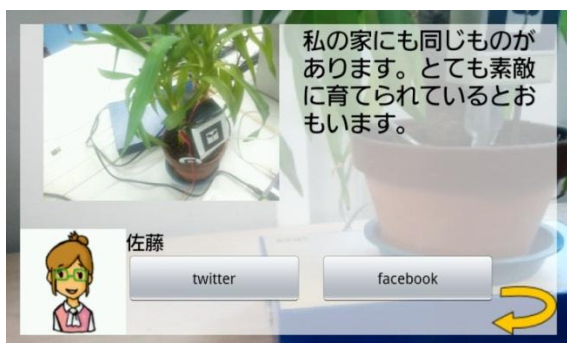 私の家にも同じものが
あります。とても素敵
に育てられているとお
もいます。
佐藤
twitter
facebook